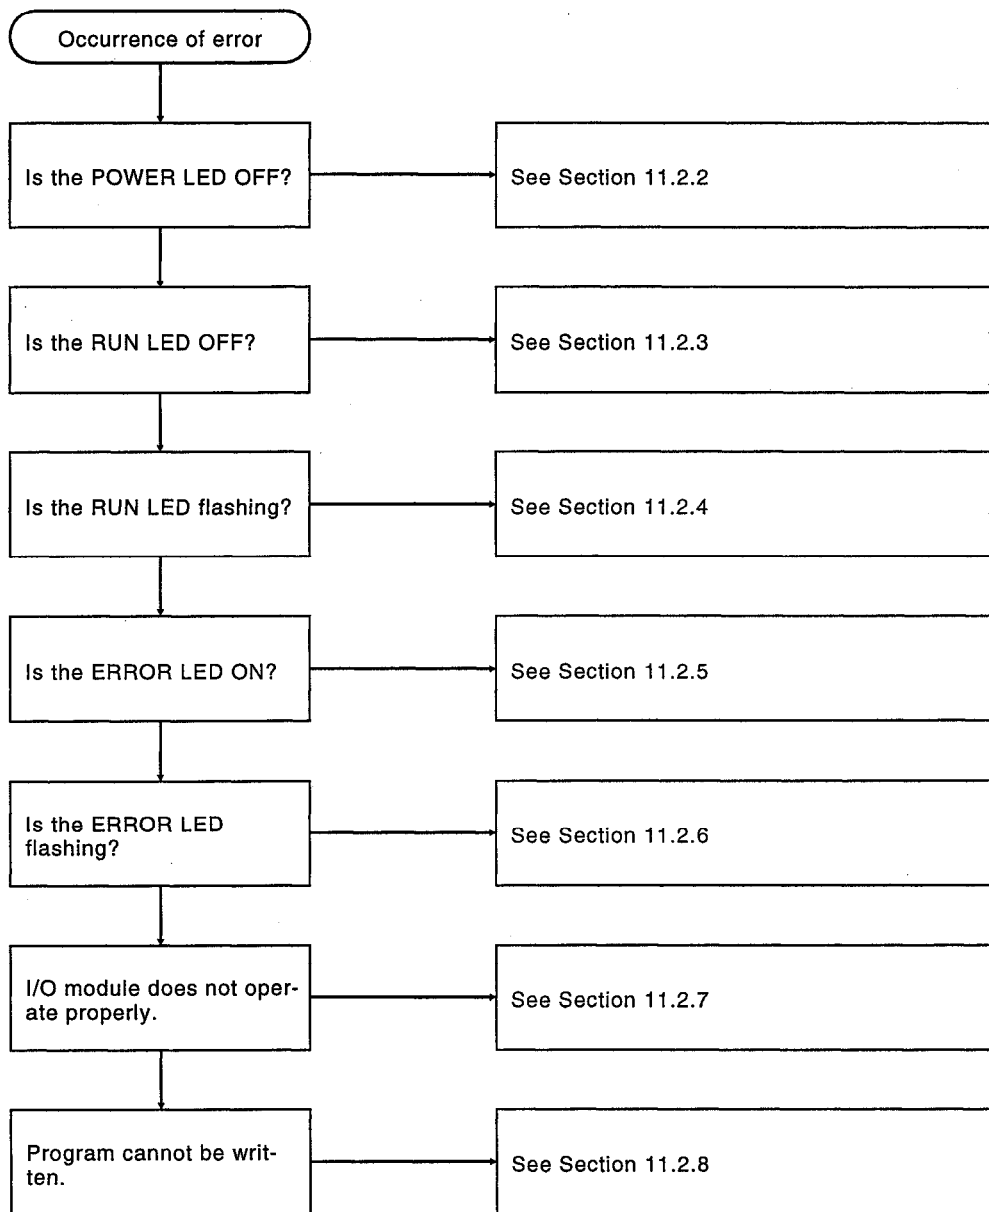 Occurrence of error
Is the POWER LED OFF?
See Section 11.2.2
Is the RUN LED OFF?
See Section 11.2.3
Is the RUN LED flashing?
See Section 11.2.4
Is the ERROR LED ON?
See Section 11.2.5
Is the ERROR LED
flashing?
See Section 11.2.6
I/O module does not oper-
ate properly.
See Section 11.2.7
Program cannot be writ-
ten.
See Section 11.2.8